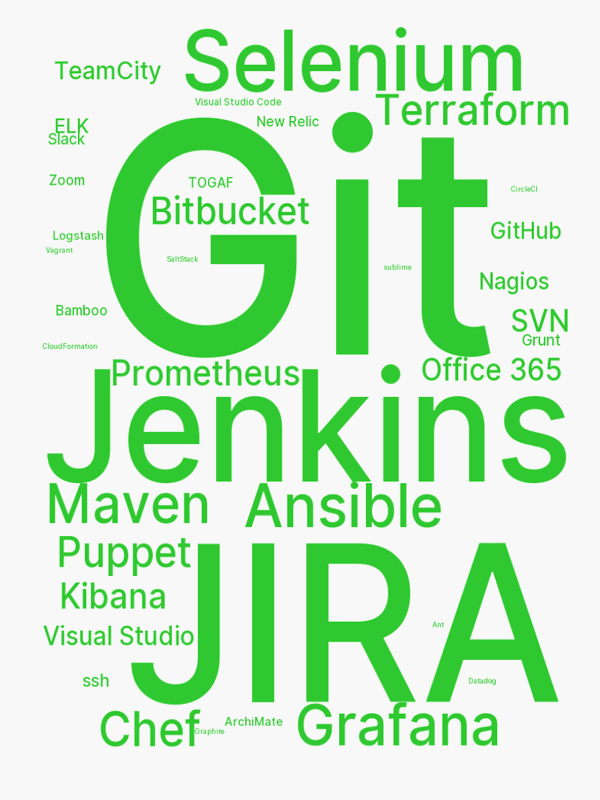 Selenium
TeamCity
Visual Studio Code
Terraform
New Relic
ELK
Slack
Git
Zoom
TOGAF
CircleCI
Bitbucket
GitHub
Logstash
Vagrant
SaltStack
sublime
Nagios
Bamboo
SVN
Grunt
CloudFormation
Prometheus
Office 365
Jenkins
Maven
Ansible
Puppet
JIRA
Kibana
Ant
Visual Studio
ssh
Datadog
Chef
ArchiMate
Graphite
Grafana